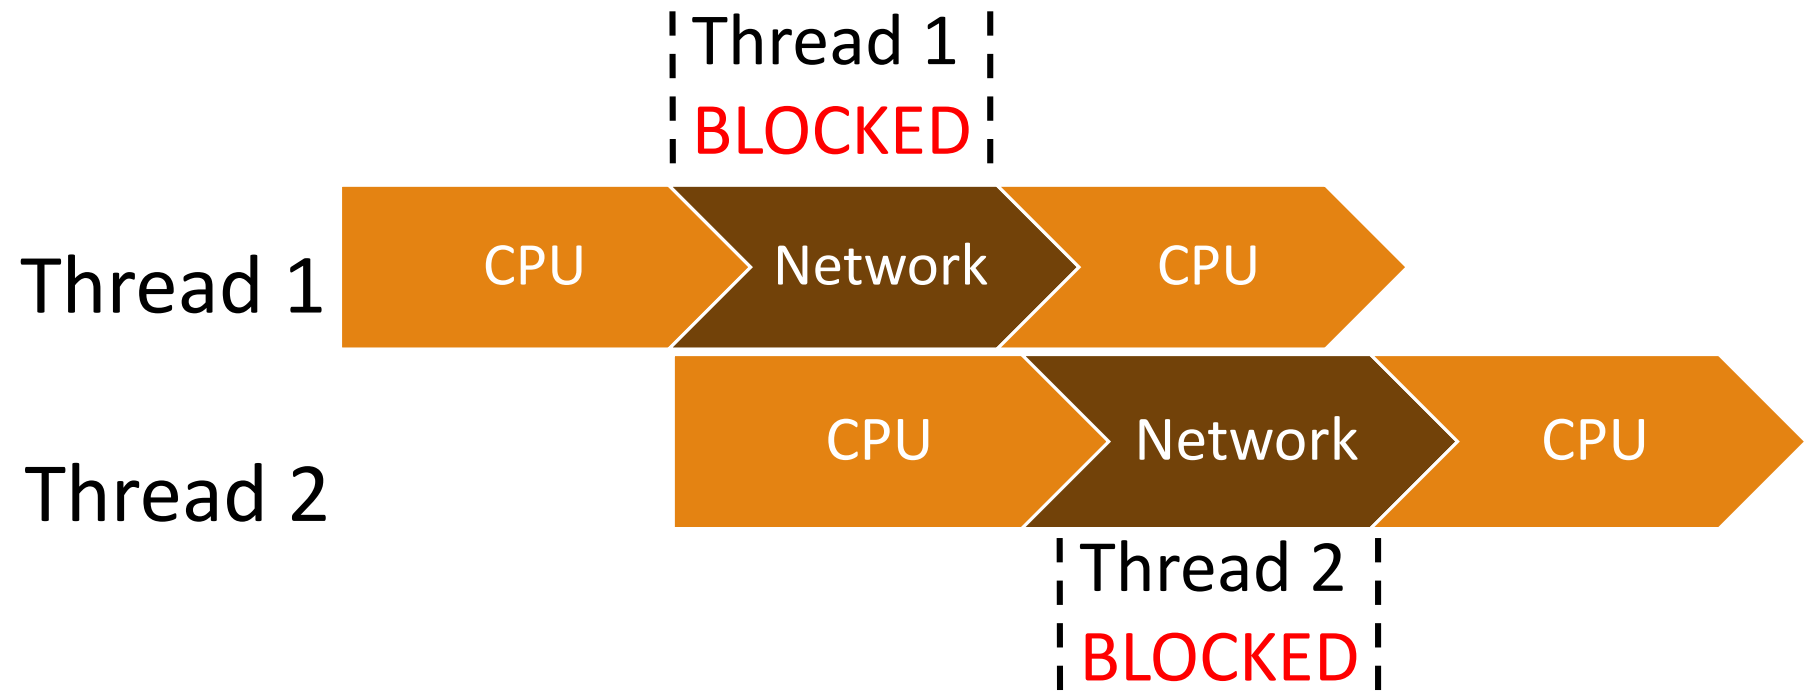 Thread 1
BLOCKED
Thread 1
CPU
Network
CPU
Thread 2
CPU
Network
CPU
Thread 2
BLOCKED